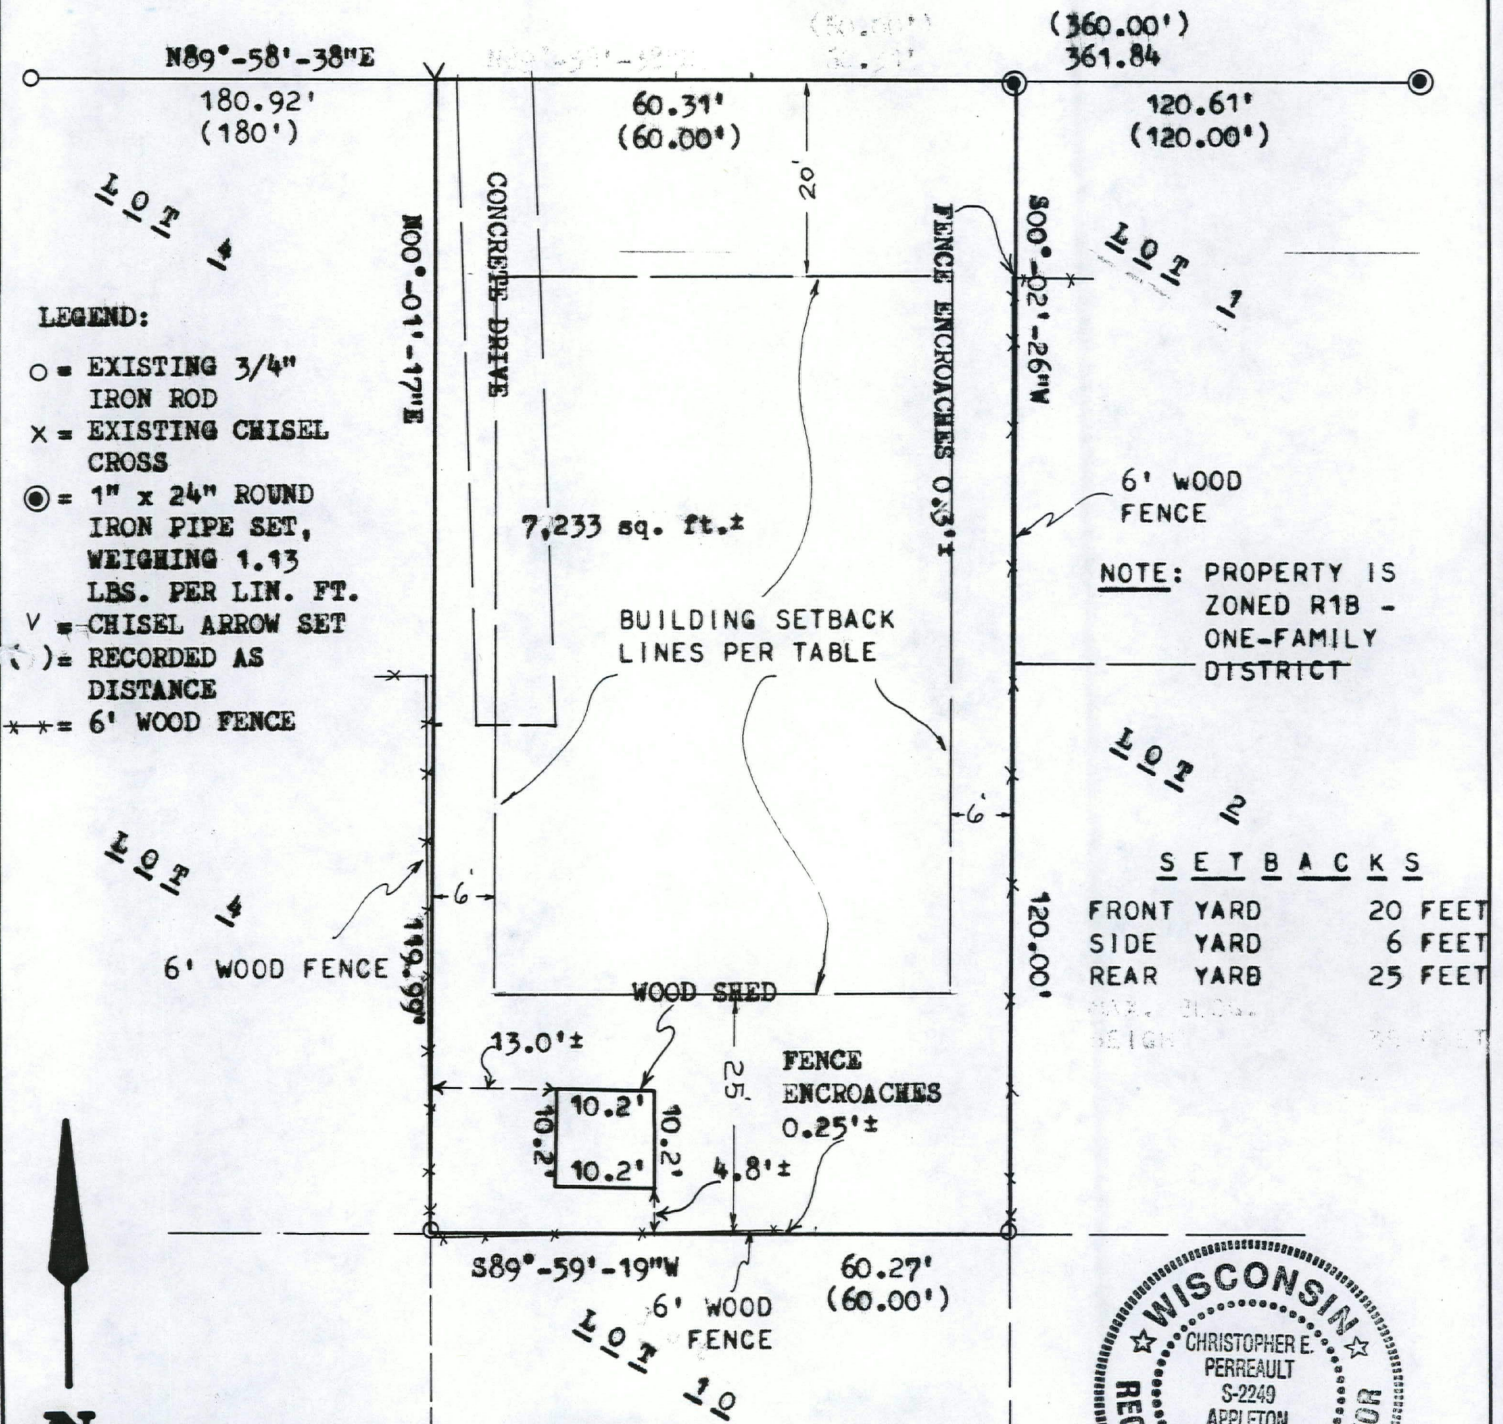 (360.00')
361.84
N89°-58'-38"E
180.92'
(180')
60.31'
(60.00')
120.61'
(120.00')
20'
LOT 4
CONCRETE DRIVE
N00°-01'-17"E
FENCE ENCROACHES 0.3'±
S00°-02'-26"W
LOT 1
LEGEND:
O = EXISTING 3/4"
IRON ROD
X = EXISTING CHISEL
CROSS
= 1" x 24" ROUND
IRON PIPE SET,
WEIGHING 1.13
LBS. PER LIN. FT.
V = CHISEL ARROW SET
( )= RECORDED AS
DISTANCE
x-x= 6' WOOD FENCE
7,233 sq. ft.±
6' WOOD
FENCE
NOTE: PROPERTY IS
ZONED R1B -
ONE-FAMILY
DISTRICT
BUILDING SETBACK
LINES PER TABLE
LOT 2
6'
LOT 4
6'
6' WOOD FENCE
119.99'
120.00'
SETBACKS
FRONT YARD 20 FEET
SIDE YARD 6 FEET
REAR YARD 25 FEET
WOOD SHED
13.0'±
10.2'
10.2'
10.2'
10.2'
25'
4.8'±
FENCE
ENCROACHES
0.25'±
S89°-59'-19"W
60.27'
(60.00')
6' WOOD
FENCE
LOT 10
N
WISCONSIN
CHRISTOPHER E.
PERREAULT
S-2249
APPLETON